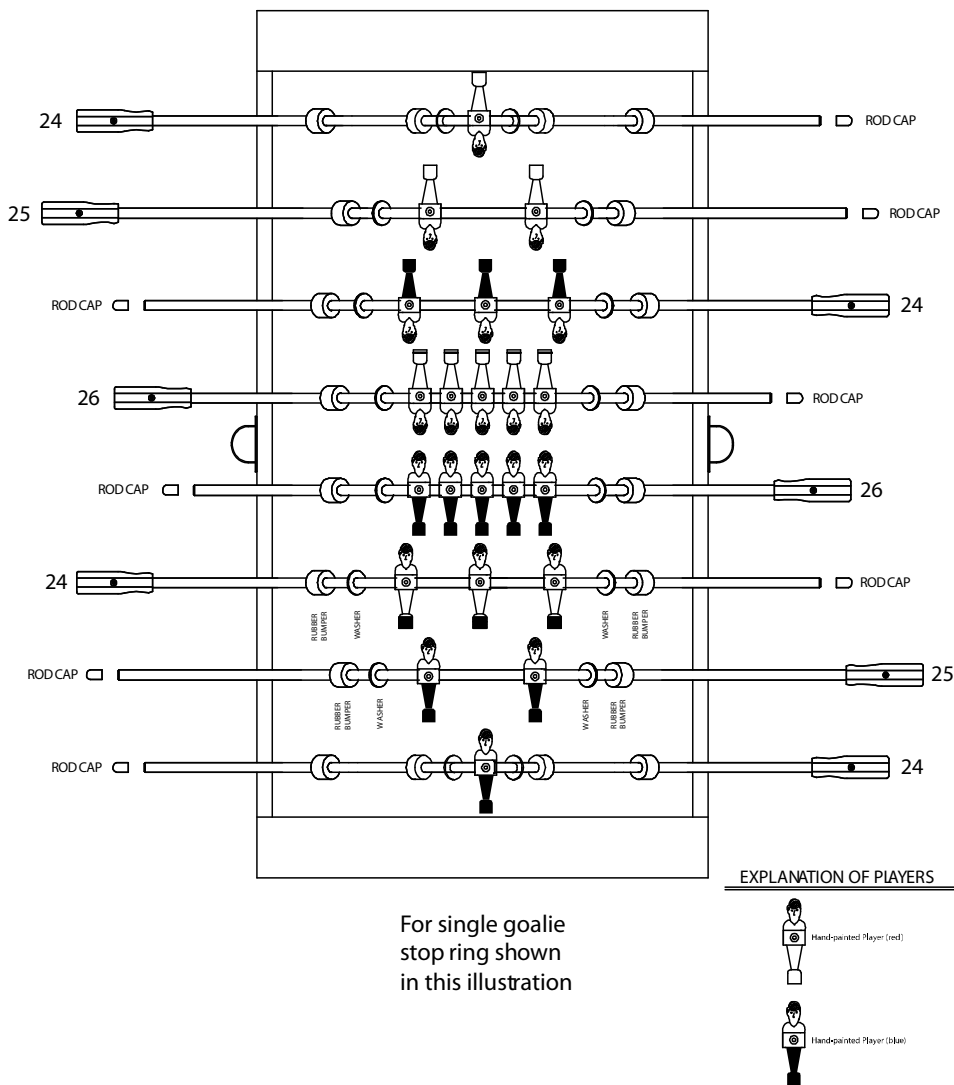 24
ROD CAP
25
ROD CAP
ROD CAP
24
26
ROD CAP
ROD CAP
26
24
ROD CAP
RUBBER
BUMPER
WASHER
WASHER
RUBBER
BUMPER
ROD CAP
25
RUBBER
BUMPER
WASHER
WASHER
RUBBER
BUMPER
ROD CAP
24
EXPLANATION OF PLAYERS
Hand-painted Player (red)
Hand-painted Player (blue)
For single goalie
stop ring shown
in this illustration